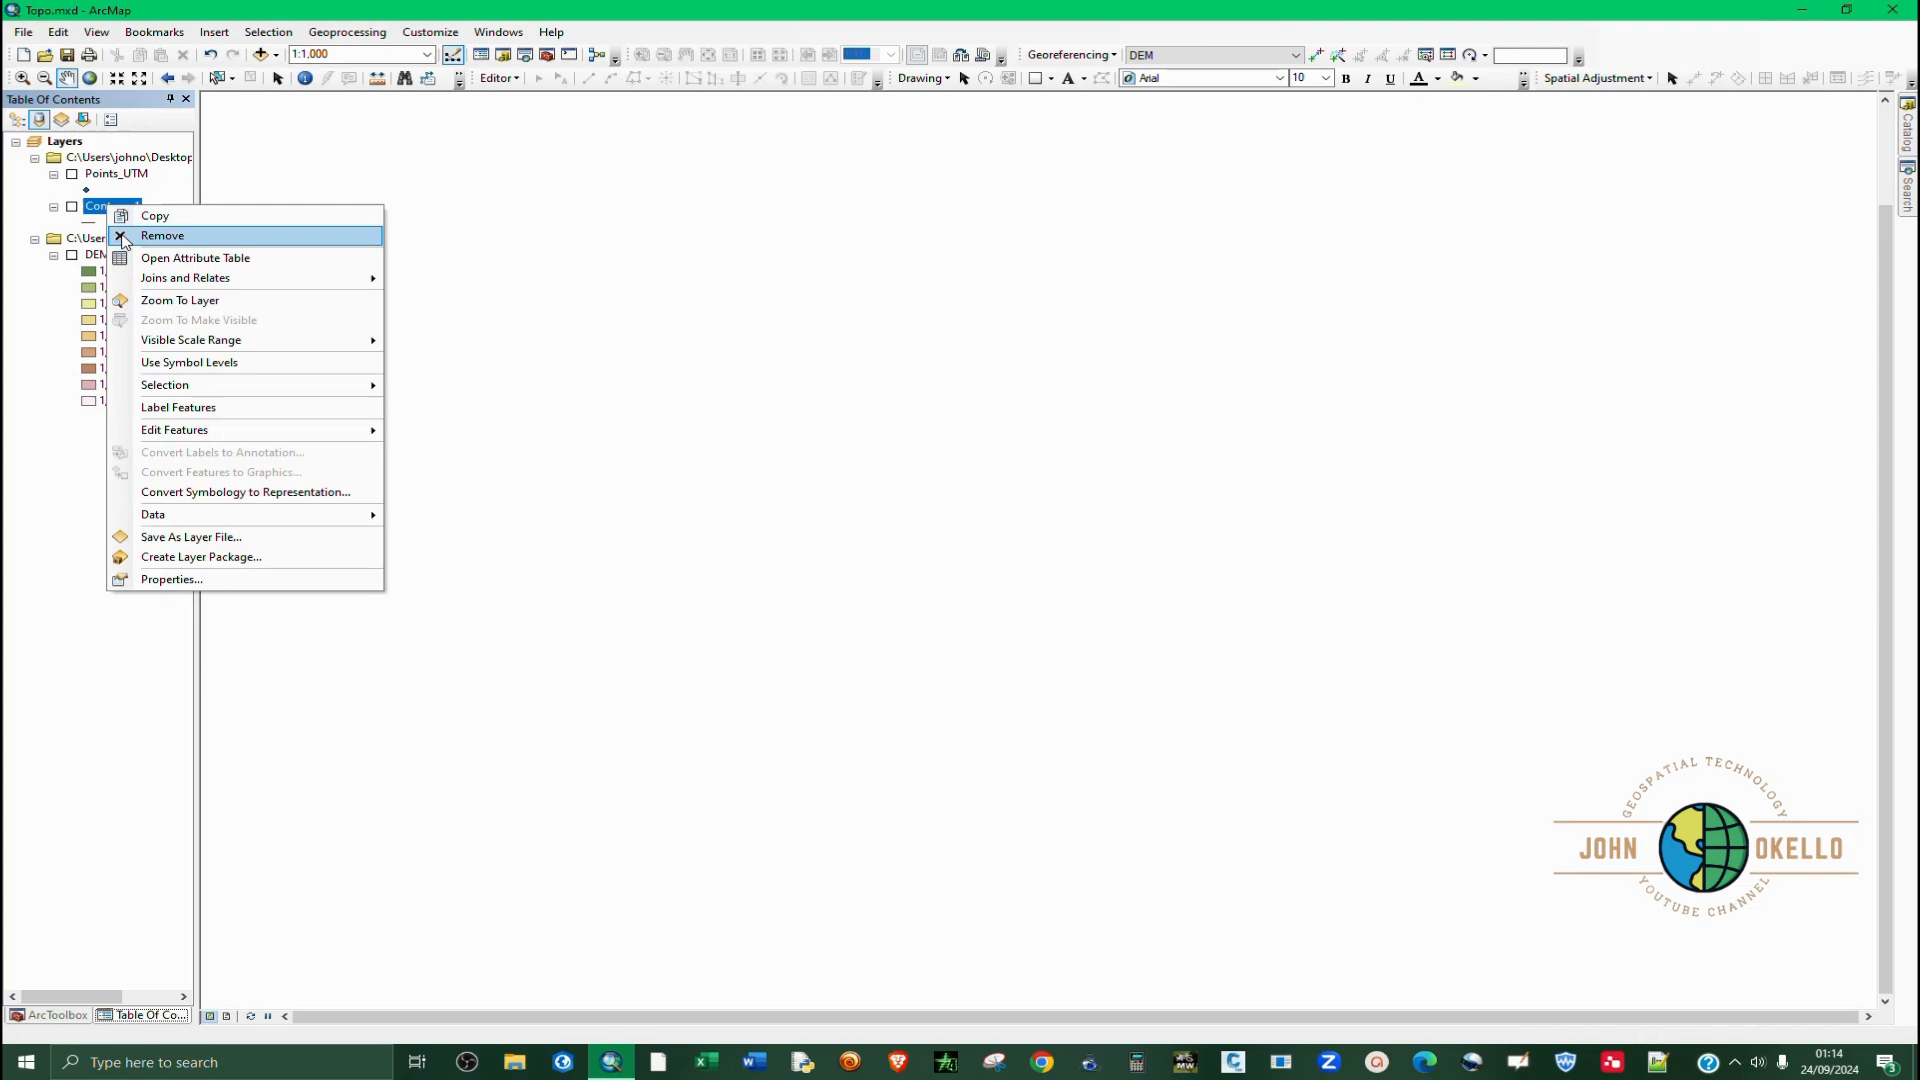 Topo.mxd - ArcMap
File Edit View Bookmarks Insert Selection Geoprocessing Customize Windows Help
1:1,000 Georeferencing DEM
Editor Drawing Arial 10 B I U A Spatial Adjustment
Table Of Contents
Layers
C:\Users\johno\Desktop
Points_UTM
Copy
Remove
Open Attribute Table
Joins and Relates
Zoom To Layer
Zoom To Make Visible
Visible Scale Range
Use Symbol Levels
Selection
Label Features
Edit Features
Convert Labels to Annotation...
Convert Features to Graphics...
Convert Symbology to Representation...
Data
Save As Layer File...
Create Layer Package...
Properties...
C:\User
DEM
Catalog
Search
GEOSPATIAL TECHNOLOGY
JOHN OKELLO
YOUTUBE CHANNEL
ArcToolbox Table Of Co...
Type here to search
01:14
24/09/2024
3